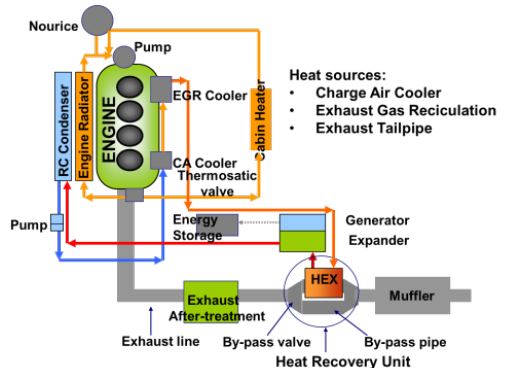 Nourice
Pump
RC Condenser
Engine Radiator
ENGINE
EGR Cooler
CA Cooler
Thermosatic
valve
Cabin Heater
Heat sources:
• Charge Air Cooler
• Exhaust Gas Reciculation
• Exhaust Tailpipe
Pump
Energy
Storage
Generator
Expander
HEX
Exhaust
After-treatment
Muffler
Exhaust line
By-pass valve
By-pass pipe
Heat Recovery Unit